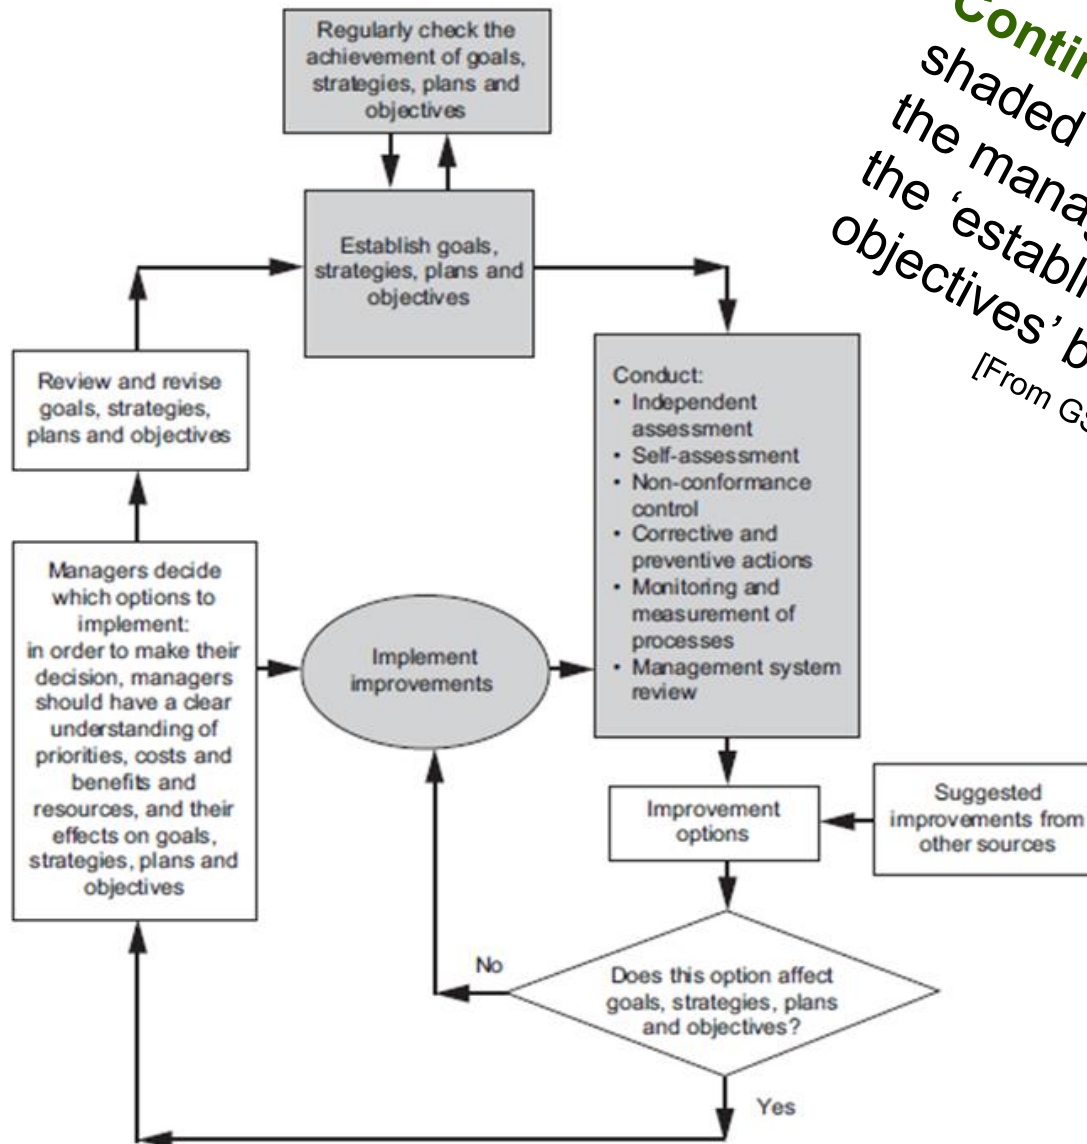 Regularly check the
achievement of goals,
strategies, plans and
objectives
Contin
shaded
the manag
the ‘establi
objectives’ b
[From GS
Establish goals,
strategies, plans and
objectives
Review and revise
goals, strategies,
plans and objectives
Conduct:
• Independent
assessment
• Self-assessment
• Non-conformance
control
• Corrective and
preventive actions
• Monitoring and
measurement of
processes
• Management system
review
Managers decide
which options to
implement:
in order to make their
decision, managers
should have a clear
understanding of
priorities, costs and
benefits and
resources, and their
effects on goals,
strategies, plans and
objectives
Implement
improvements
Improvement
options
Suggested
improvements from
other sources
No
Does this option affect
goals, strategies, plans
and objectives?
Yes